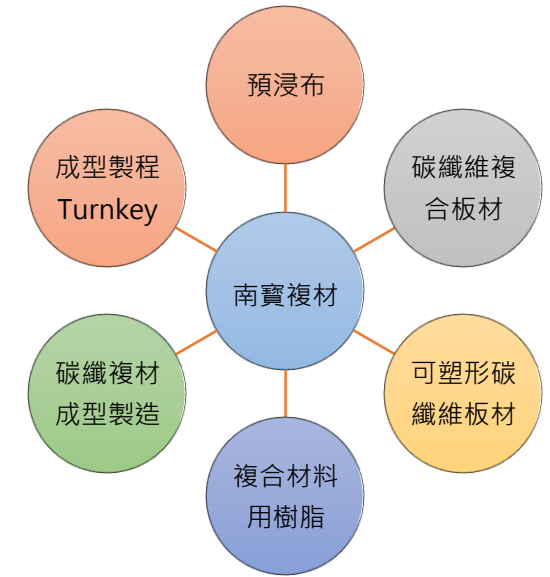 預浸布
碳纖維複
合板材
可塑形碳
纖維板材
複合材料
用樹脂
碳纖複材
成型製造
成型製程
Turnkey
南寶複材